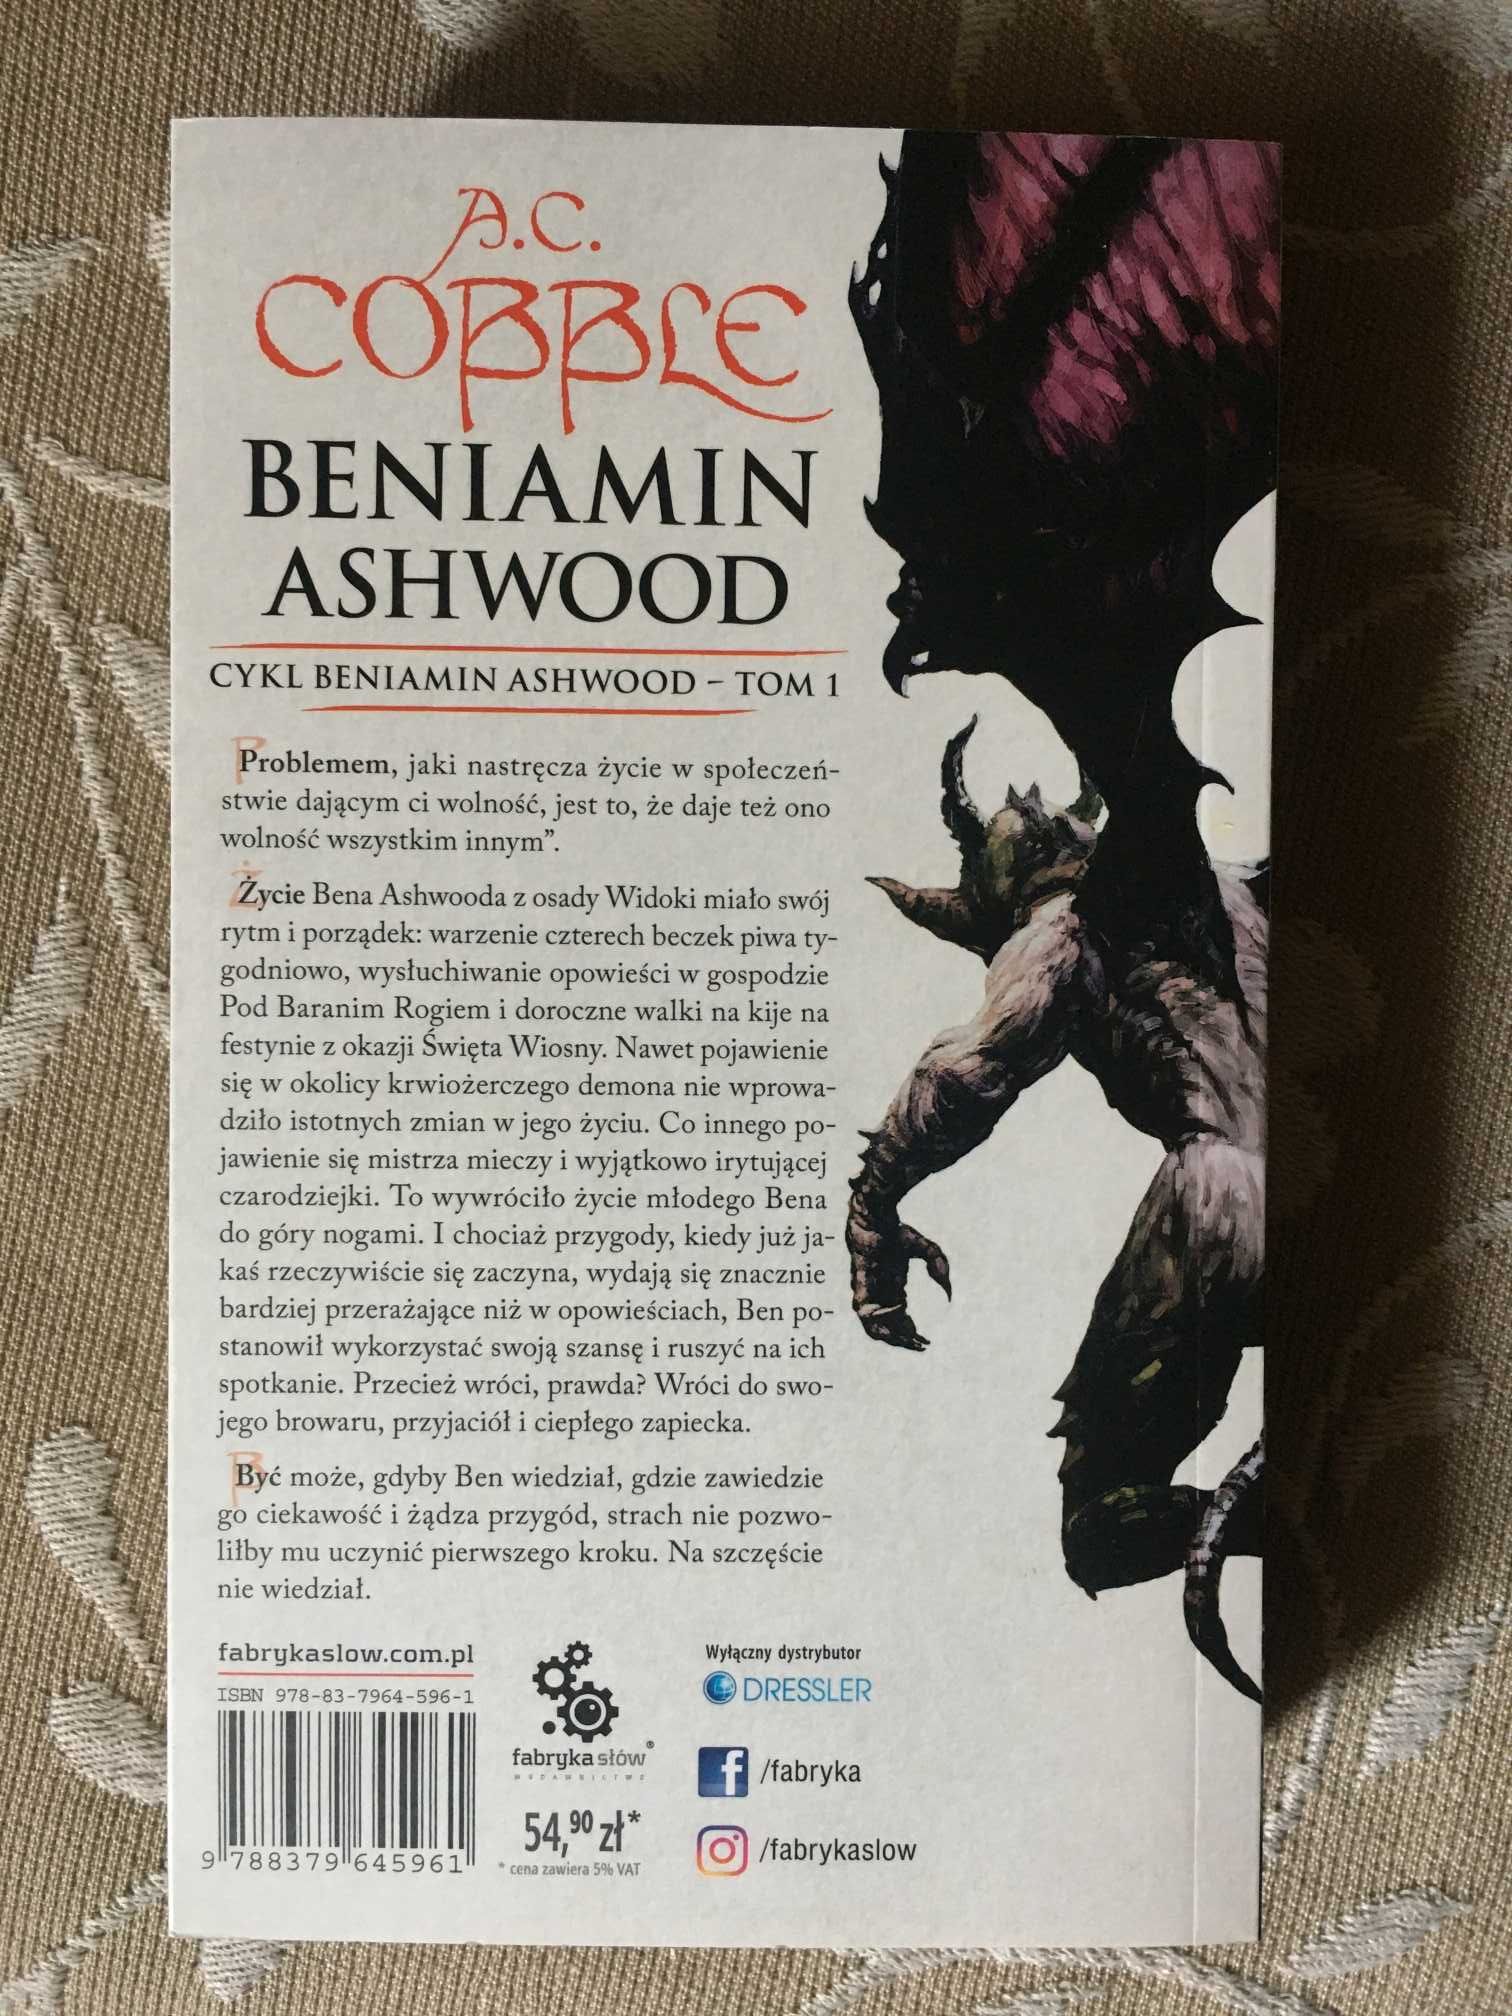 A.C.
COBBLE
BENIAMIN
ASHWOOD
CYKL BENIAMIN ASHWOOD – TOM 1
Problemem, jaki nastręcza życie w społeczeń-
stwie dającym ci wolność, jest to, że daje też ono
wolność wszystkim innym”.
Życie Bena Ashwooda z osady Widoki miało swój
rytm i porządek: warzenie czterech beczek piwa ty-
godniowo, wysłuchiwanie opowieści w gospodzie
Pod Baranim Rogiem i doroczne walki na kije na
festynie z okazji Święta Wiosny. Nawet pojawienie
się w okolicy krwiożerczego demona nie wprowa-
dziło istotnych zmian w jego życiu. Co innego po-
jawienie się mistrza mieczy i wyjątkowo irytującej
czarodziejki. To wywróciło życie młodego Bena
do góry nogami. I chociaż przygody, kiedy już ja-
kaś rzeczywiście się zaczyna, wydają się znacznie
bardziej przerażające niż w opowieściach, Ben po-
stanowił wykorzystać swoją szansę i ruszyć na ich
spotkanie. Przecież wróci, prawda? Wróci do swo-
jego browaru, przyjaciół i ciepłego zapiecka.
Być może, gdyby Ben wiedział, gdzie zawiedzie
go ciekawość i żądza przygód, strach nie pozwo-
liłby mu uczynić pierwszego kroku. Na szczęście
nie wiedział.
fabrykaslow.com.pl
ISBN 978-83-7964-596-1
9 788379 645961
fabryka słów®
WYDAWNICTWO
54,90 zł*
* cena zawiera 5% VAT
Wyłączny dystrybutor
DRESSLER
/fabryka
/fabrykaslow